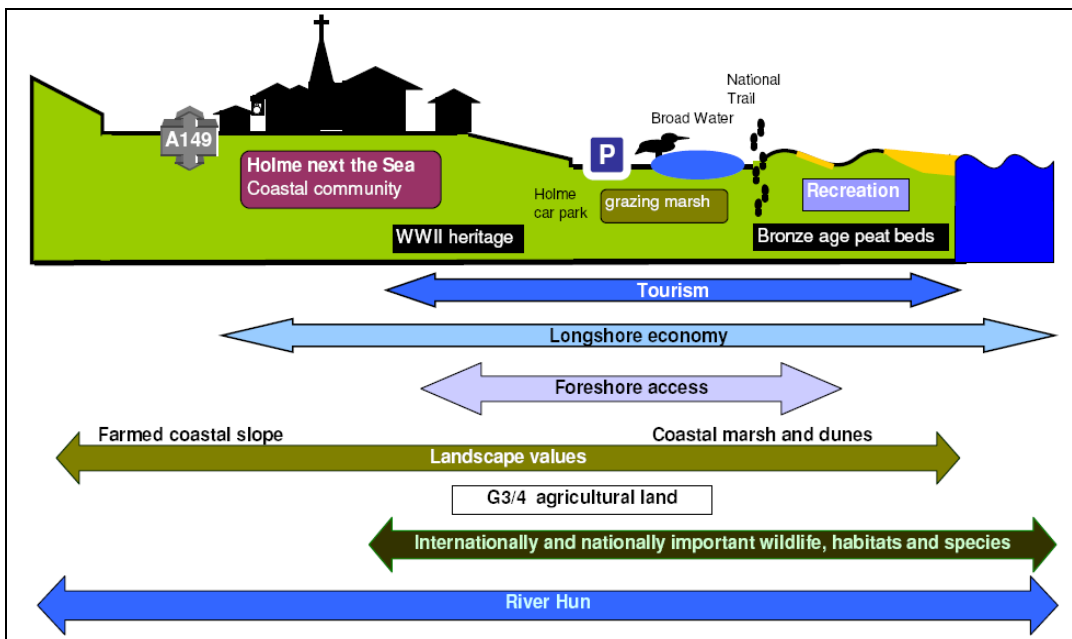 National
Trail
Broad Water
A149
P
Holme next the Sea
Coastal community
Holme
car park
grazing marsh
Recreation
WWII heritage
Bronze age peat beds
Tourism
Longshore economy
Foreshore access
Farmed coastal slope
Coastal marsh and dunes
Landscape values
G3/4 agricultural land
Internationally and nationally important wildlife, habitats and species
River Hun